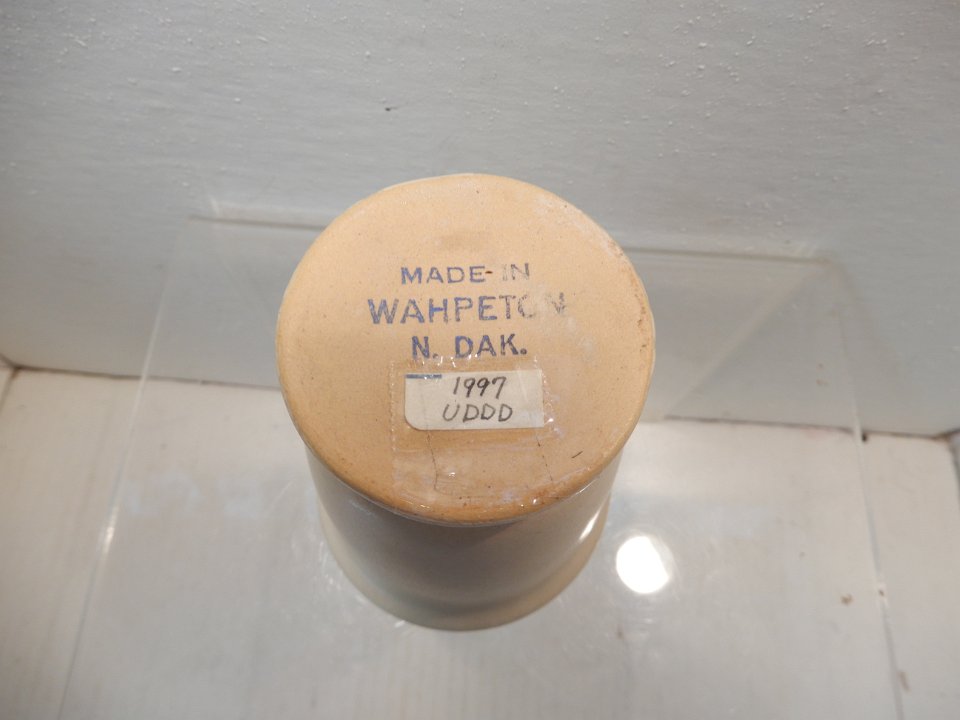 MADE-IN
WAHPETON
N. DAK.
1997
UDDD